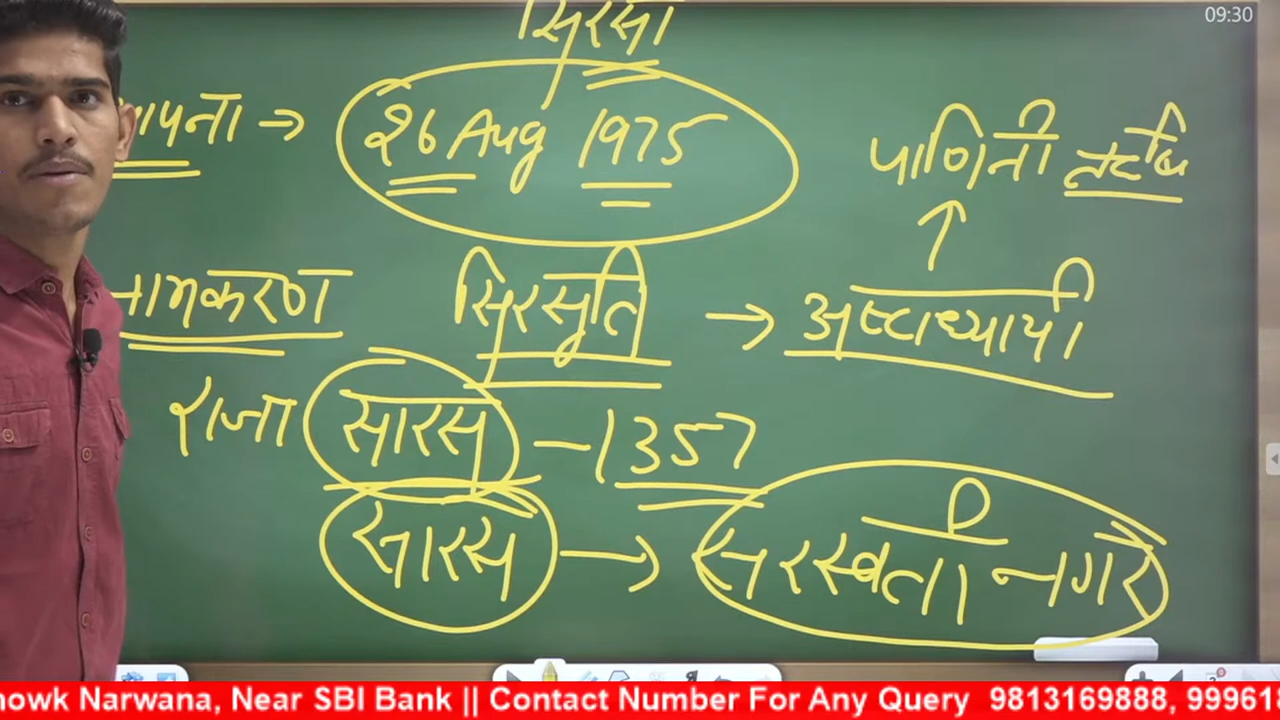 09:30
सिरसा
ापना → 26 Aug 1975
पाणिनी
↑
नामकरण सिरसुति → अष्टाध्यायी
राजा सारस – 1357
सारस → सरस्वती नगर
howk Narwana, Near SBI Bank || Contact Number For Any Query 9813169888, 99961